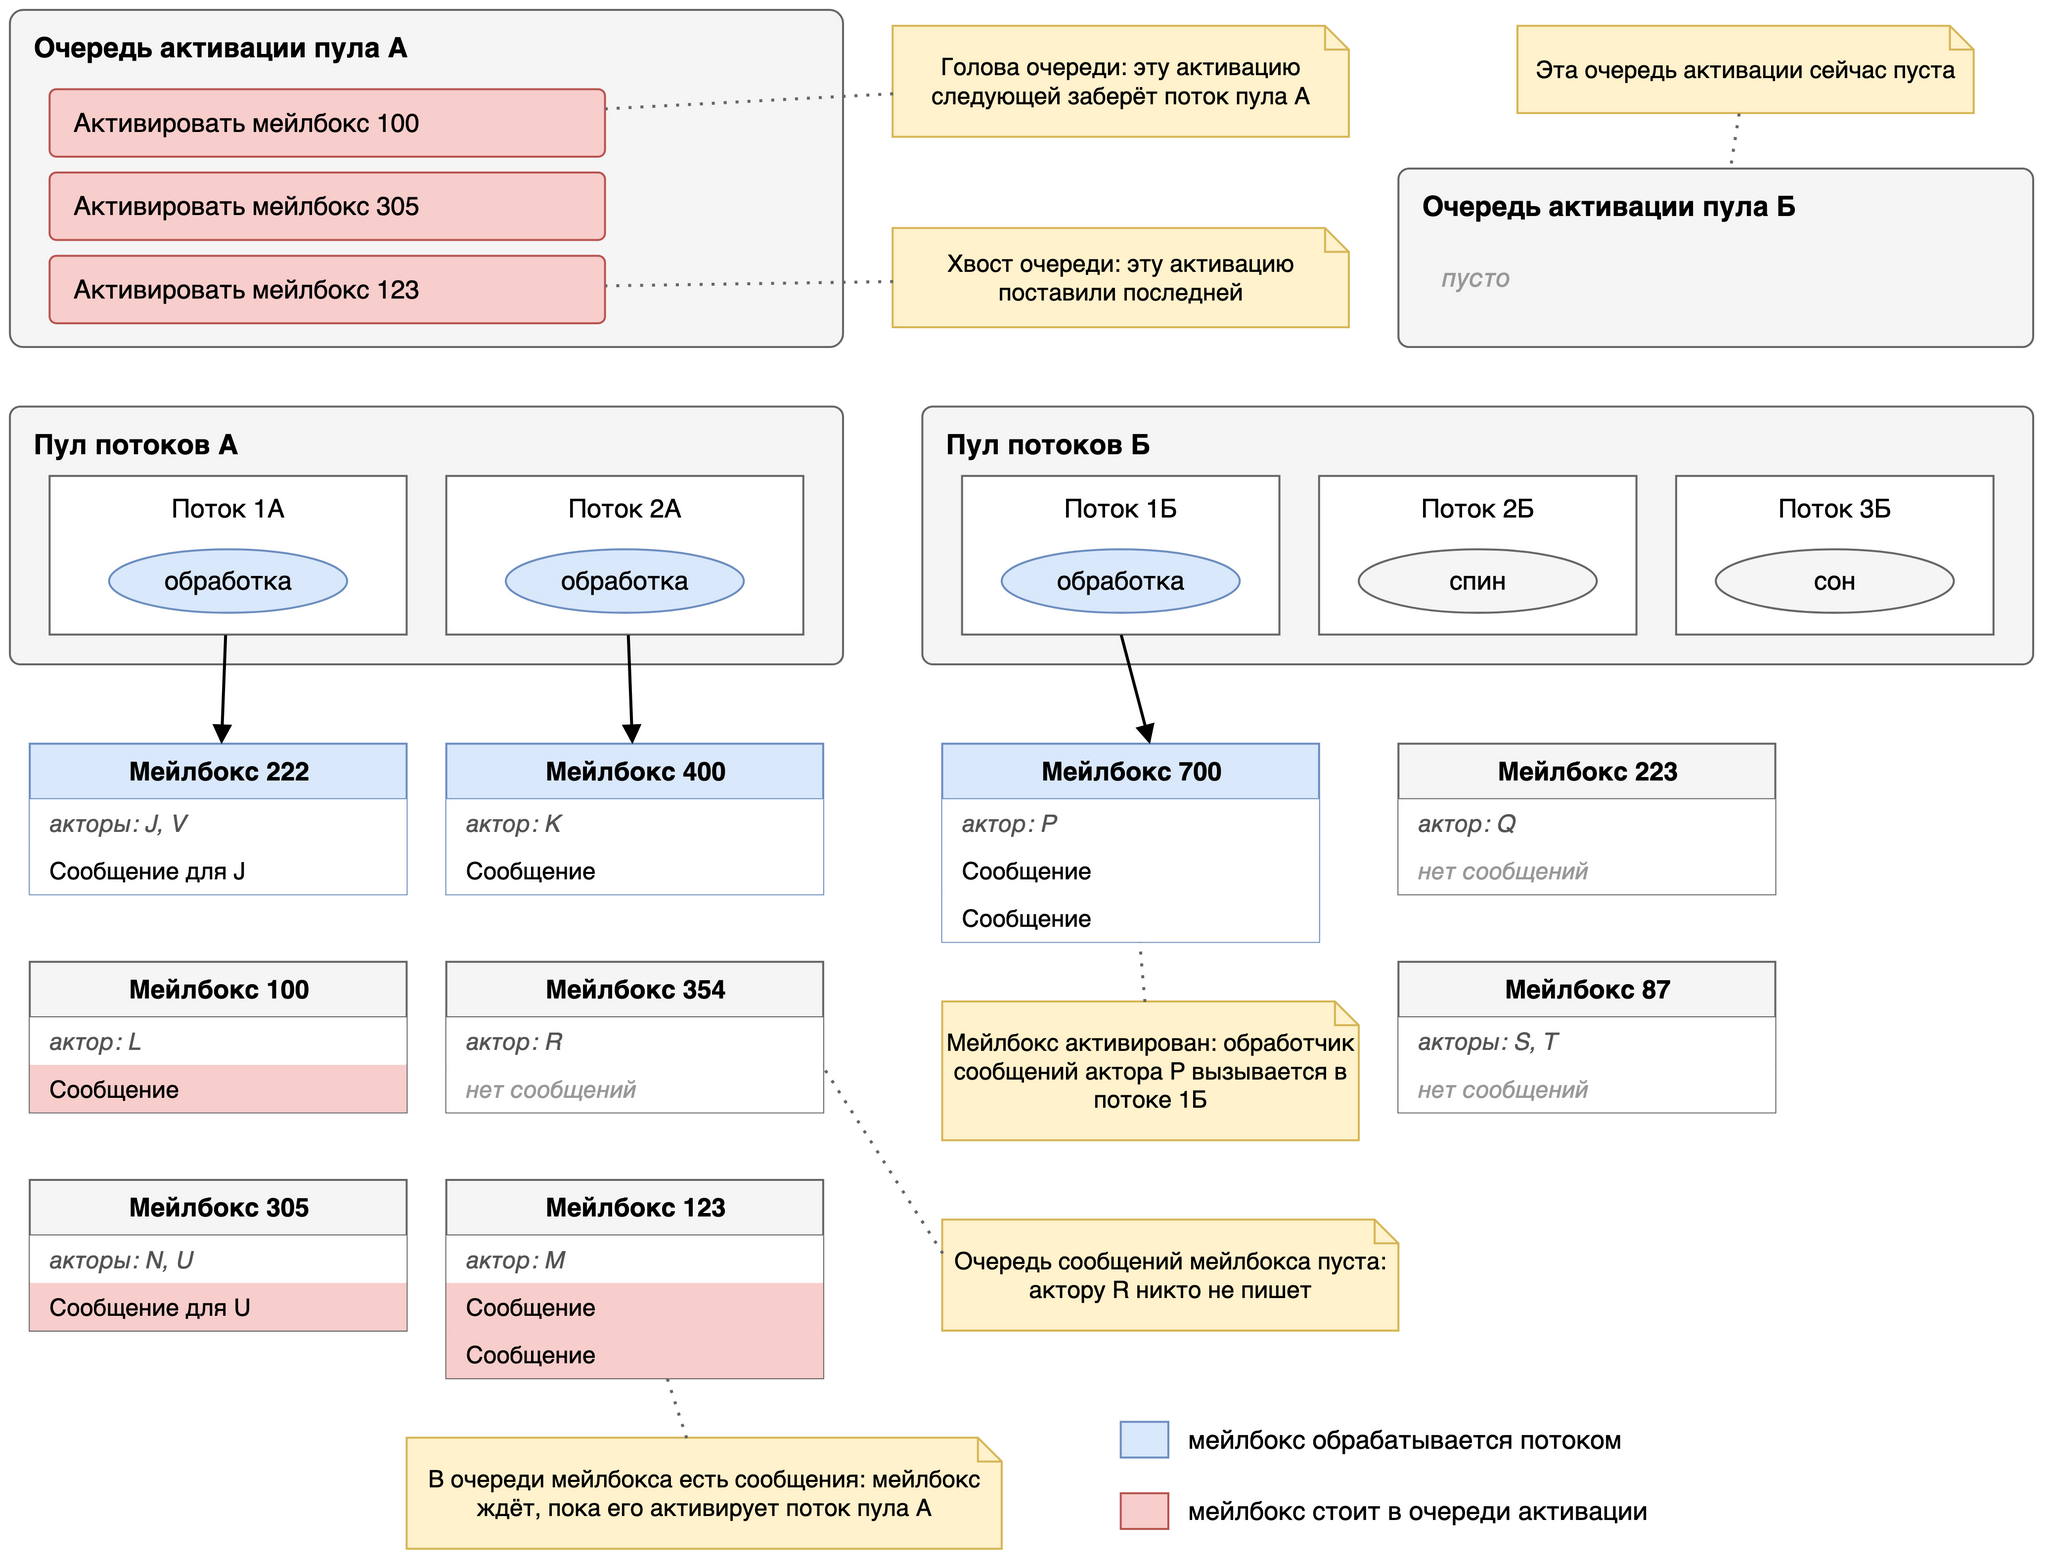 Очередь активации пула А
Активировать мейлбокс 100
Активировать мейлбокс 305
Активировать мейлбокс 123
Голова очереди: эту активацию
следующей заберёт поток пула А
Хвост очереди: эту активацию
поставили последней
Эта очередь активации сейчас пуста
Очередь активации пула Б
пусто
Пул потоков А
Поток 1А
обработка
Поток 2А
обработка
Пул потоков Б
Поток 1Б
обработка
Поток 2Б
спин
Поток 3Б
сон
Мейлбокс 222
акторы: J, V
Сообщение для J
Мейлбокс 400
актор: K
Сообщение
Мейлбокс 700
актор: P
Сообщение
Сообщение
Мейлбокс 223
актор: Q
нет сообщений
Мейлбокс 100
актор: L
Сообщение
Мейлбокс 354
актор: R
нет сообщений
Мейлбокс активирован: обработчик
сообщений актора P вызывается в
потоке 1Б
Мейлбокс 87
акторы: S, T
нет сообщений
Мейлбокс 305
акторы: N, U
Сообщение для U
Мейлбокс 123
актор: M
Сообщение
Сообщение
Очередь сообщений мейлбокса пуста:
актору R никто не пишет
В очереди мейлбокса есть сообщения: мейлбокс
ждёт, пока его активирует поток пула А
мейлбокс обрабатывается потоком
мейлбокс стоит в очереди активации